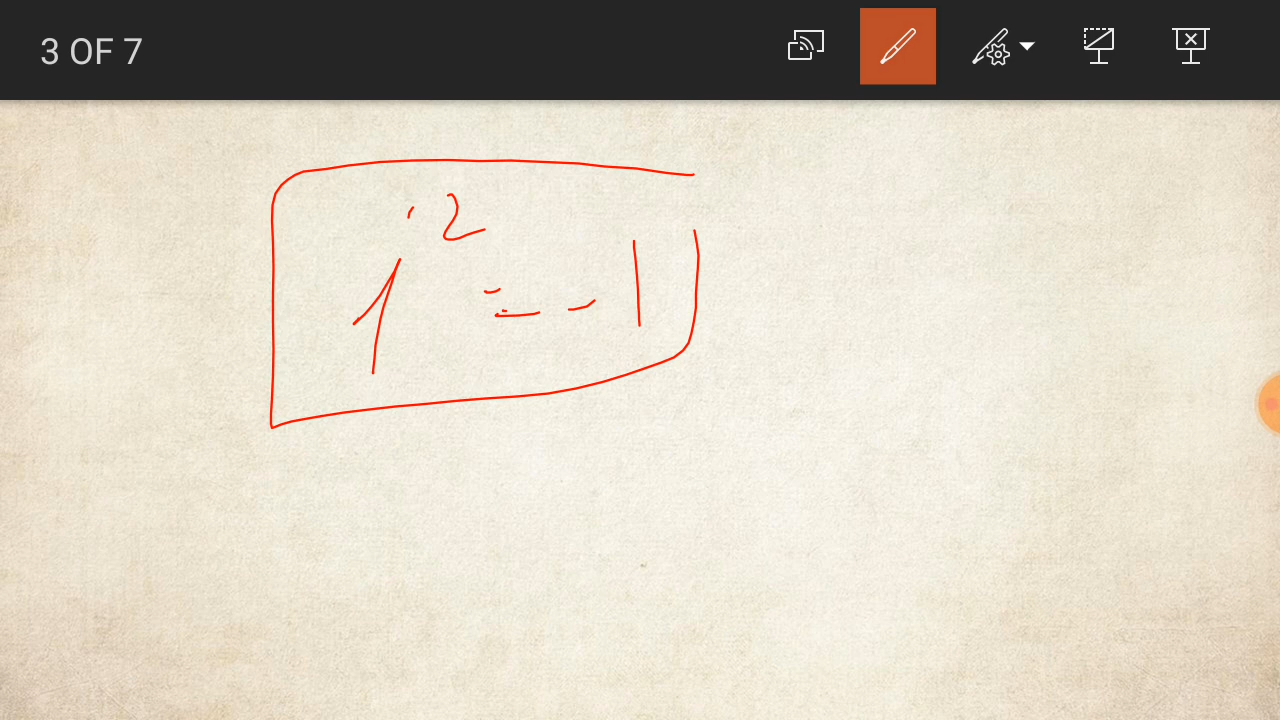 3 OF 7
i² = -1